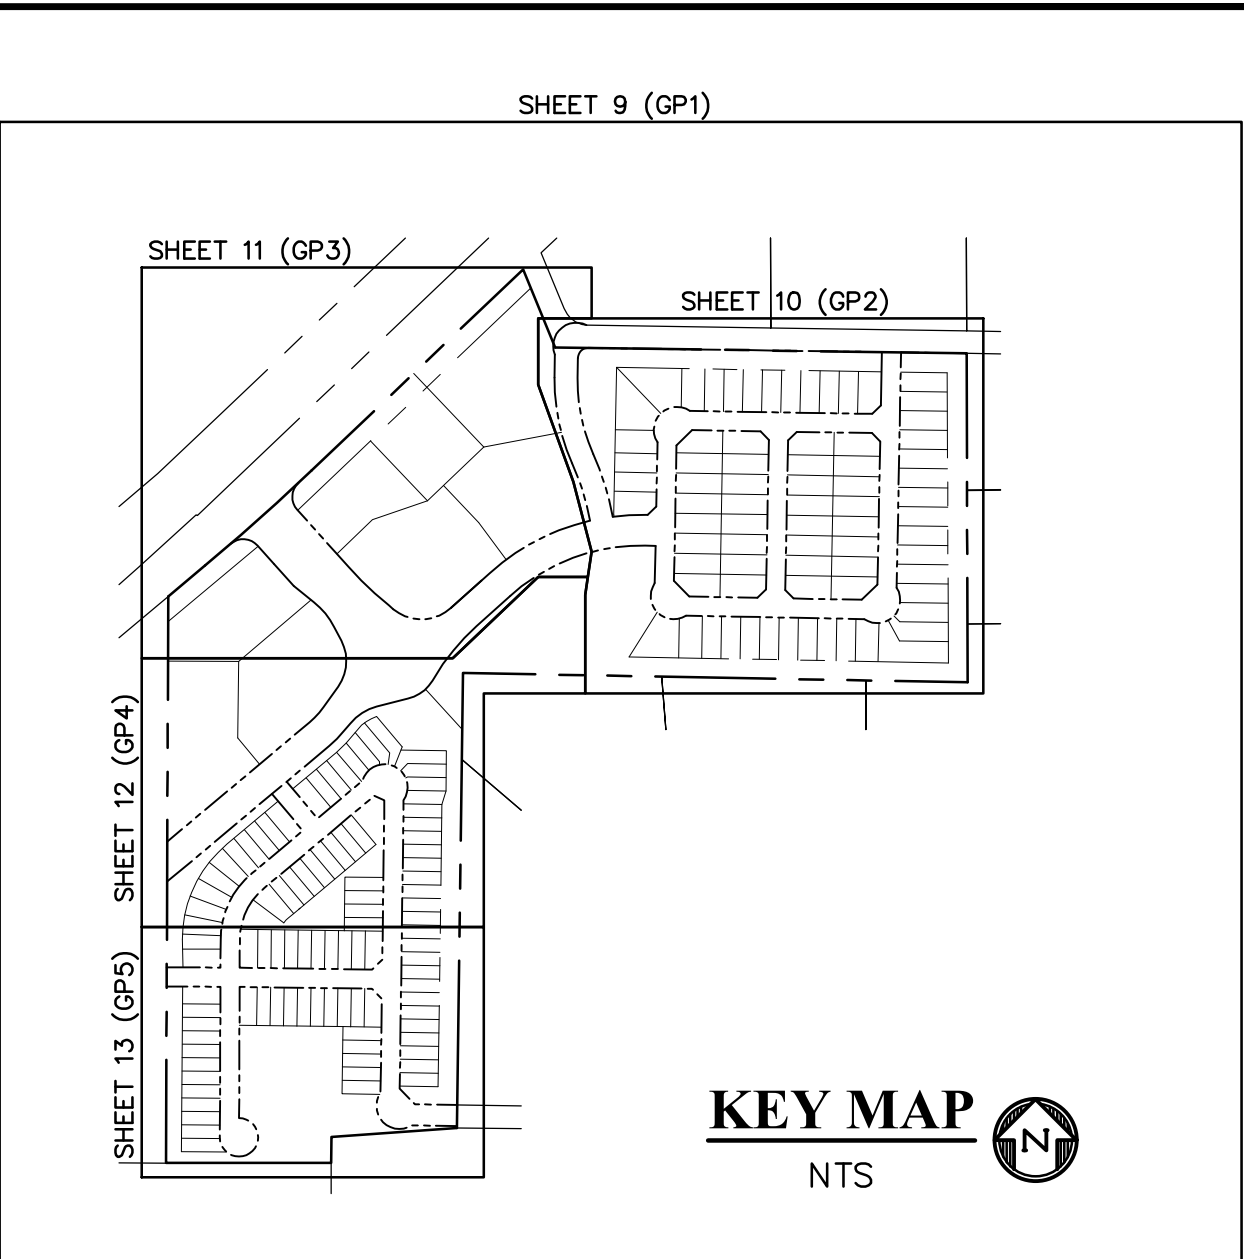 SHEET 9 (GP1)
SHEET 11 (GP3)
SHEET 10 (GP2)
SHEET 12 (GP4)
SHEET 13 (GP5)
KEY MAP
N
NTS